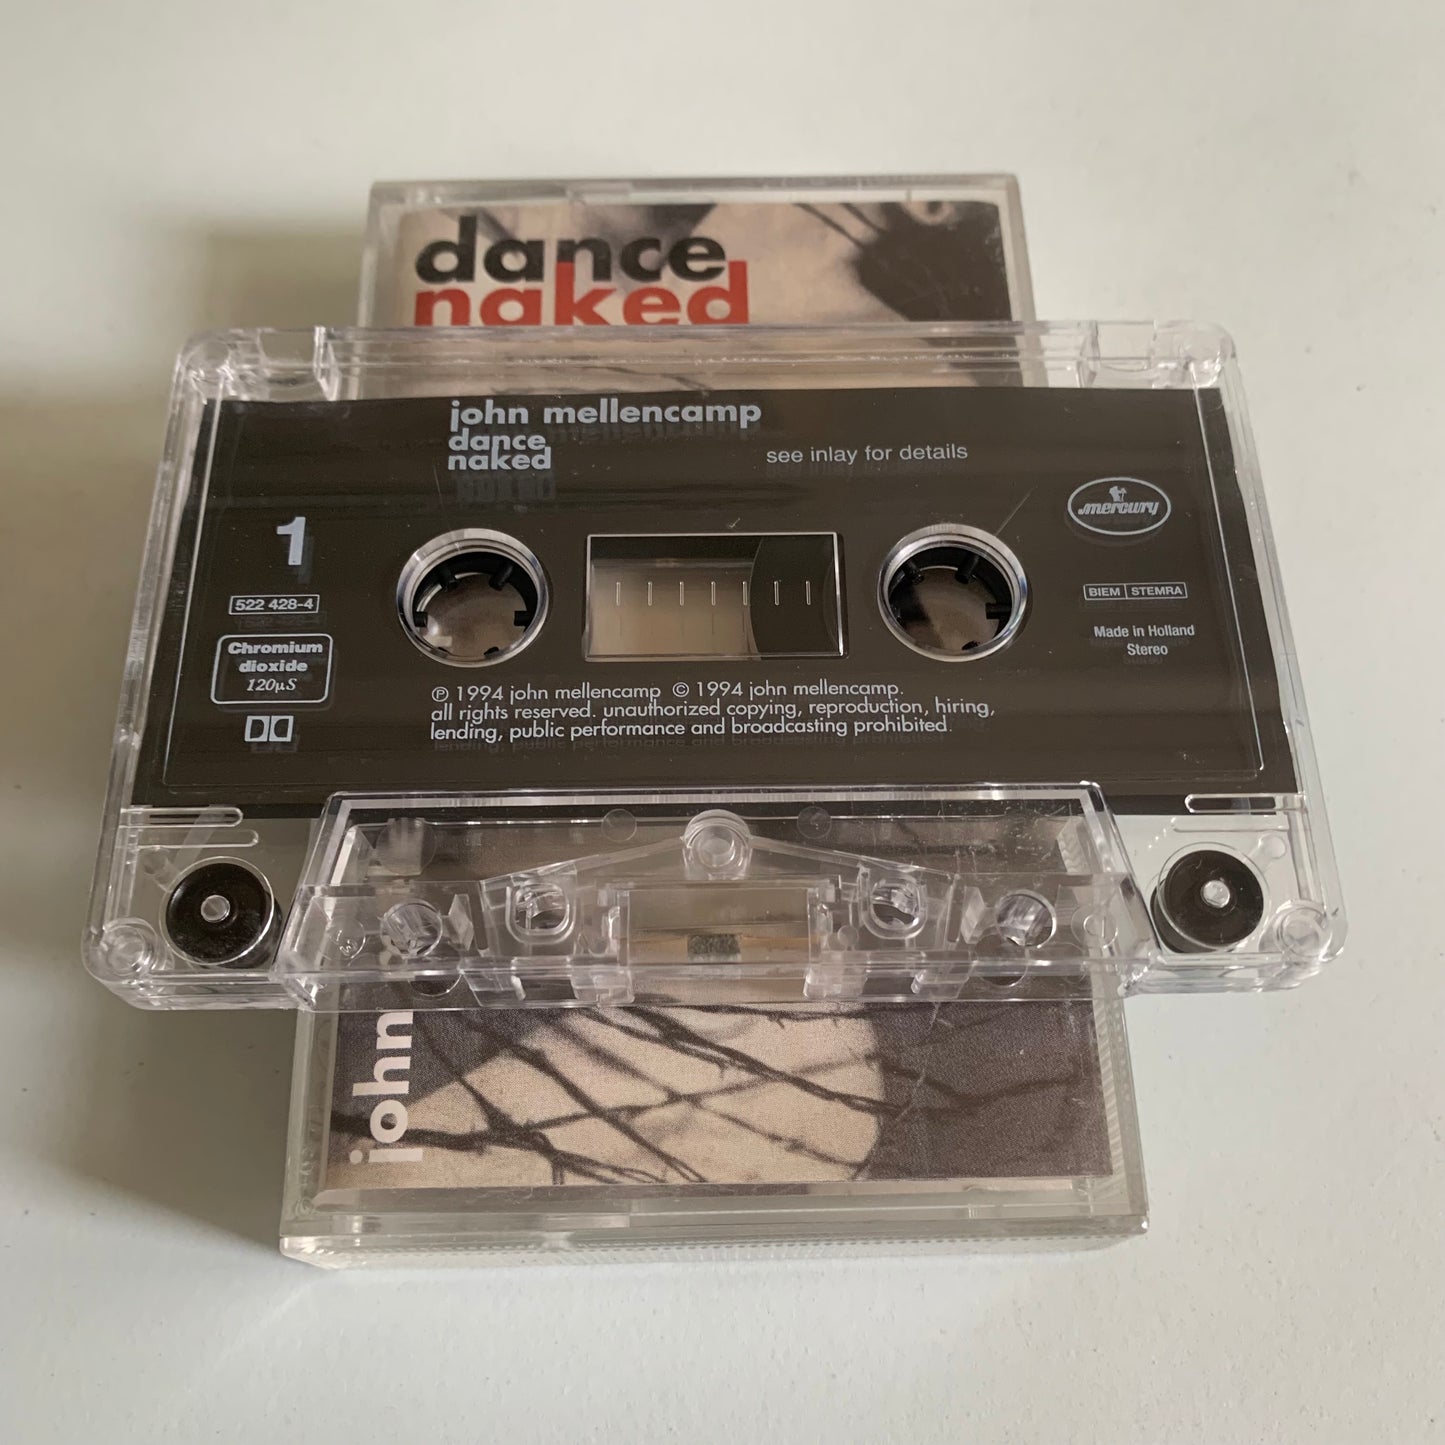 dance
naked
john mellencamp
dance
naked
see inlay for details
mercury
1
522 428-4
BIEM STEMRA
Chromium
dioxide
120µS
Made in Holland
Stereo
℗ 1994 john mellencamp © 1994 john mellencamp.
all rights reserved. unauthorized copying, reproduction, hiring,
lending, public performance and broadcasting prohibited.
john